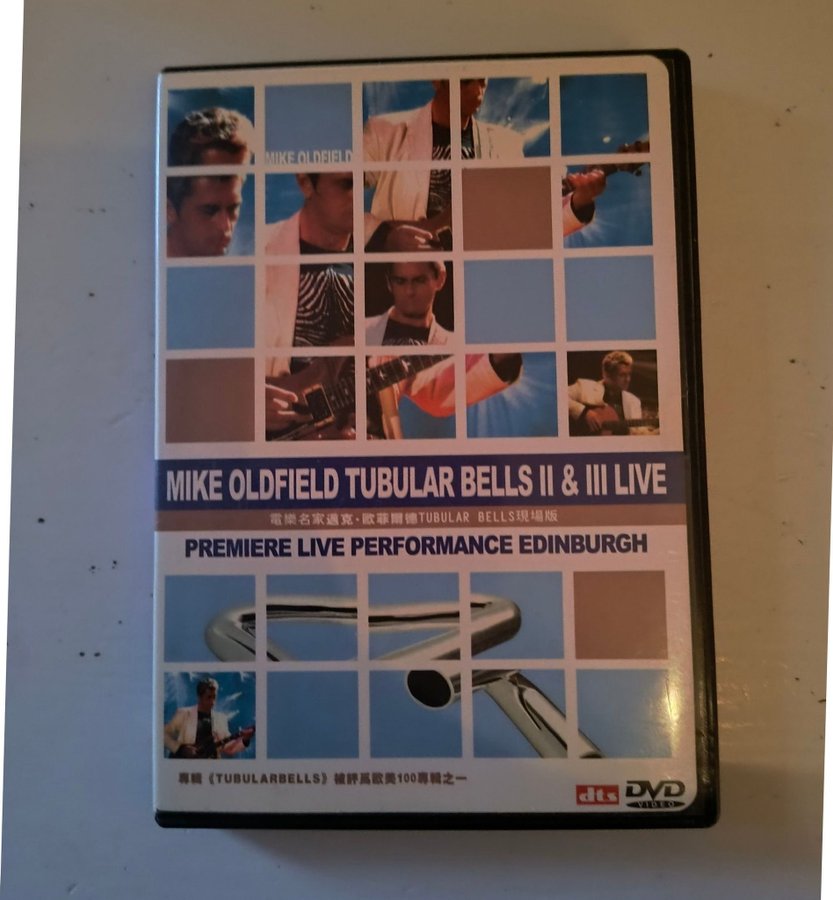 MIKE OLDFIELD
MIKE OLDFIELD TUBULAR BELLS II & III LIVE
電樂名家邁克·歐菲爾德TUBULAR BELLS現場版
PREMIERE LIVE PERFORMANCE EDINBURGH
專輯《TUBULARBELLS》被評爲歐美100專輯之一
dts
DVD
VIDEO